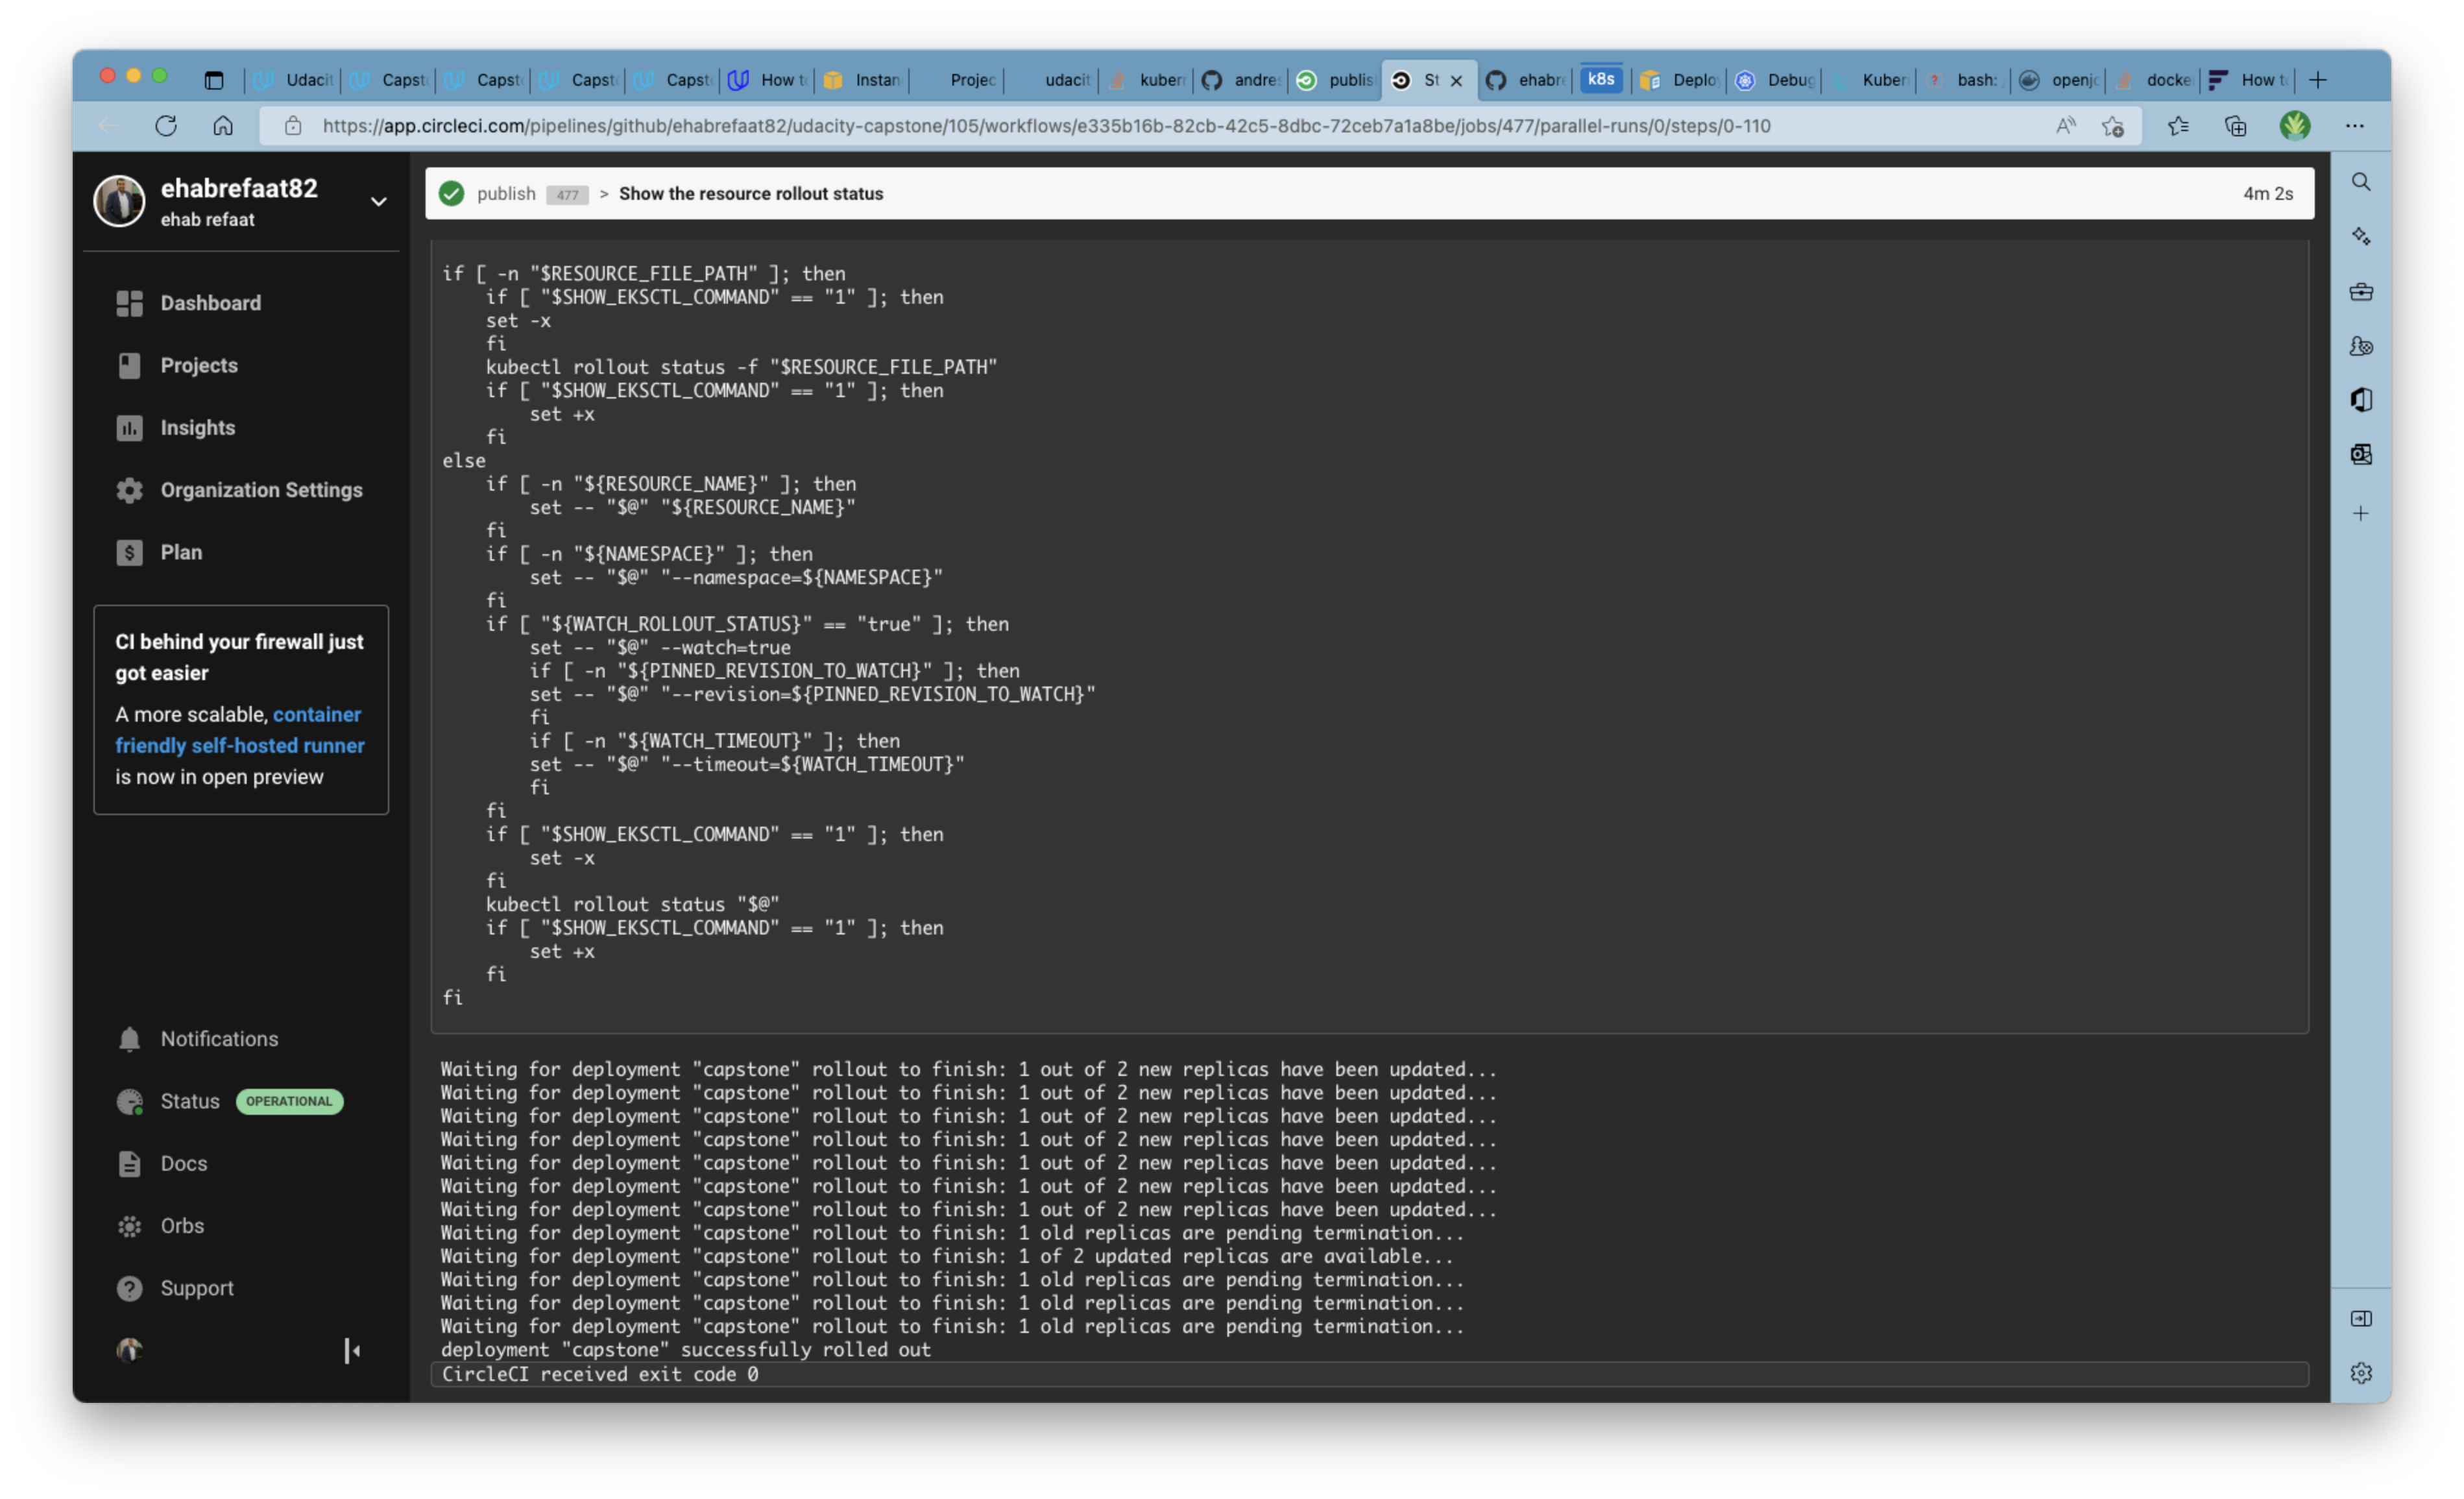 Udacit
Capst
Capst
Capst
Capst
How t
Instan
Projec
udacit
kuber
andre
publis
St
ehabre
k8s
Deplo
Debug
Kuber
bash:
openj
docke
How t
https://app.circleci.com/pipelines/github/ehabrefaat82/udacity-capstone/105/workflows/e335b16b-82cb-42c5-8dbc-72ceb7a1a8be/jobs/477/parallel-runs/0/steps/0-110
ehabrefaat82
ehab refaat
Dashboard
Projects
Insights
Organization Settings
Plan
CI behind your firewall just
got easier
A more scalable, container
friendly self-hosted runner
is now in open preview
Notifications
Status OPERATIONAL
Docs
Orbs
Support
publish 477 > Show the resource rollout status 4m 2s
if [ -n "$RESOURCE_FILE_PATH" ]; then
    if [ "$SHOW_EKSCTL_COMMAND" == "1" ]; then
    set -x
    fi
    kubectl rollout status -f "$RESOURCE_FILE_PATH"
    if [ "$SHOW_EKSCTL_COMMAND" == "1" ]; then
        set +x
    fi
else
    if [ -n "${RESOURCE_NAME}" ]; then
        set -- "$@" "${RESOURCE_NAME}"
    fi
    if [ -n "${NAMESPACE}" ]; then
        set -- "$@" "--namespace=${NAMESPACE}"
    fi
    if [ "${WATCH_ROLLOUT_STATUS}" == "true" ]; then
        set -- "$@" --watch=true
        if [ -n "${PINNED_REVISION_TO_WATCH}" ]; then
        set -- "$@" "--revision=${PINNED_REVISION_TO_WATCH}"
        fi
        if [ -n "${WATCH_TIMEOUT}" ]; then
        set -- "$@" "--timeout=${WATCH_TIMEOUT}"
        fi
    fi
    if [ "$SHOW_EKSCTL_COMMAND" == "1" ]; then
        set -x
    fi
    kubectl rollout status "$@"
    if [ "$SHOW_EKSCTL_COMMAND" == "1" ]; then
        set +x
    fi
fi
Waiting for deployment "capstone" rollout to finish: 1 out of 2 new replicas have been updated...
Waiting for deployment "capstone" rollout to finish: 1 out of 2 new replicas have been updated...
Waiting for deployment "capstone" rollout to finish: 1 out of 2 new replicas have been updated...
Waiting for deployment "capstone" rollout to finish: 1 out of 2 new replicas have been updated...
Waiting for deployment "capstone" rollout to finish: 1 out of 2 new replicas have been updated...
Waiting for deployment "capstone" rollout to finish: 1 out of 2 new replicas have been updated...
Waiting for deployment "capstone" rollout to finish: 1 out of 2 new replicas have been updated...
Waiting for deployment "capstone" rollout to finish: 1 old replicas are pending termination...
Waiting for deployment "capstone" rollout to finish: 1 of 2 updated replicas are available...
Waiting for deployment "capstone" rollout to finish: 1 old replicas are pending termination...
Waiting for deployment "capstone" rollout to finish: 1 old replicas are pending termination...
Waiting for deployment "capstone" rollout to finish: 1 old replicas are pending termination...
deployment "capstone" successfully rolled out
CircleCI received exit code 0